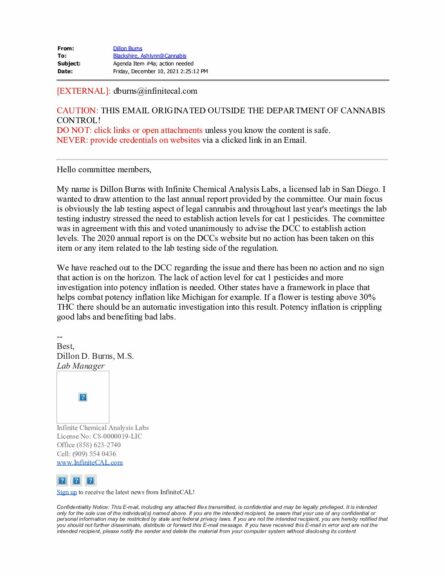 From: Dillon Burns
To: Blackshire, Ashlynn@Cannabis
Subject: Agenda Item #4a; action needed
Date: Friday, December 10, 2021 2:25:12 PM
[EXTERNAL]: dburns@infinitecal.com
CAUTION: THIS EMAIL ORIGINATED OUTSIDE THE DEPARTMENT OF CANNABIS
CONTROL!
DO NOT: click links or open attachments unless you know the content is safe.
NEVER: provide credentials on websites via a clicked link in an Email.
Hello committee members,
My name is Dillon Burns with Infinite Chemical Analysis Labs, a licensed lab in San Diego. I
wanted to draw attention to the last annual report provided by the committee. Our main focus
is obviously the lab testing aspect of legal cannabis and throughout last year's meetings the lab
testing industry stressed the need to establish action levels for cat 1 pesticides. The committee
was in agreement with this and voted unanimously to advise the DCC to establish action
levels. The 2020 annual report is on the DCCs website but no action has been taken on this
item or any item related to the lab testing side of the regulation.
We have reached out to the DCC regarding the issue and there has been no action and no sign
that action is on the horizon. The lack of action level for cat 1 pesticides and more
investigation into potency inflation is needed. Other states have a framework in place that
helps combat potency inflation like Michigan for example. If a flower is testing above 30%
THC there should be an automatic investigation into this result. Potency inflation is crippling
good labs and benefiting bad labs.
--
Best,
Dillon D. Burns, M.S.
Lab Manager
Infinite Chemical Analysis Labs
License No: C8-0000019-LIC
Office (858) 623-2740
Cell: (909) 554 0436
www.InfiniteCAL.com
Sign up to receive the latest news from InfiniteCAL!
Confidentiality Notice: This E-mail, including any attached files transmitted, is confidential and may be legally privileged. It is intended
only for the sole use of the individual(s) named above. If you are the intended recipient, be aware that your use of any confidential or
personal information may be restricted by state and federal privacy laws. If you are not the intended recipient, you are hereby notified that
you should not further disseminate, distribute or forward this E-mail message. If you have received this E-mail in error and are not the
intended recipient, please notify the sender and delete the material from your computer system without disclosing its content